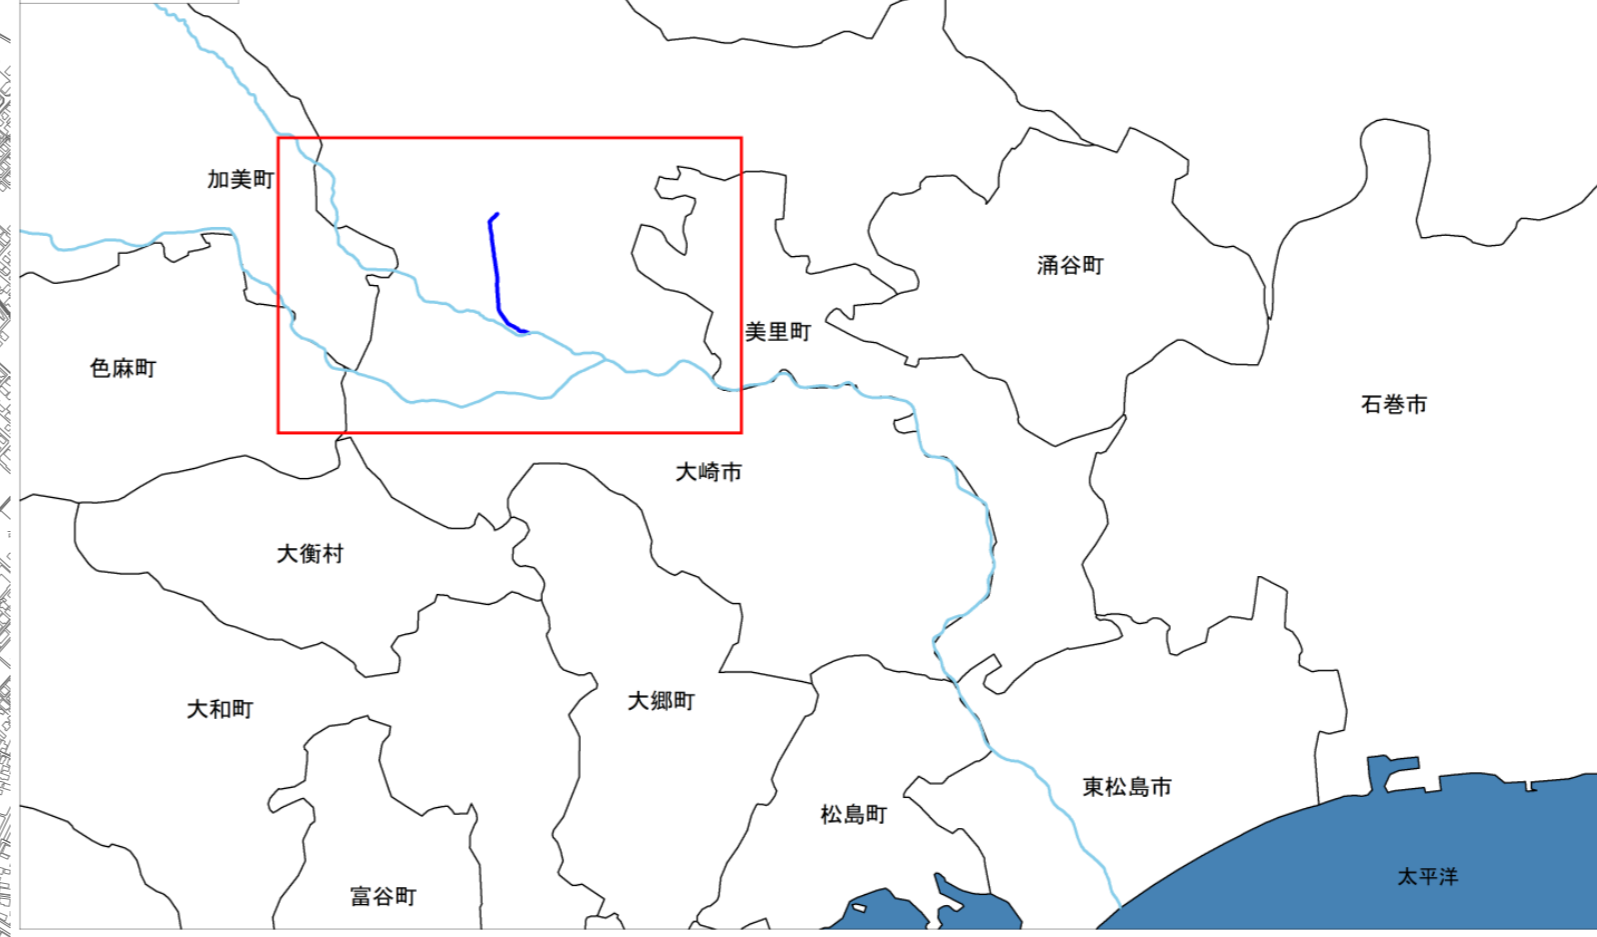 加美町
涌谷町
美里町
色麻町
石巻市
大崎市
大衡村
大郷町
大和町
東松島市
松島町
太平洋
富谷町